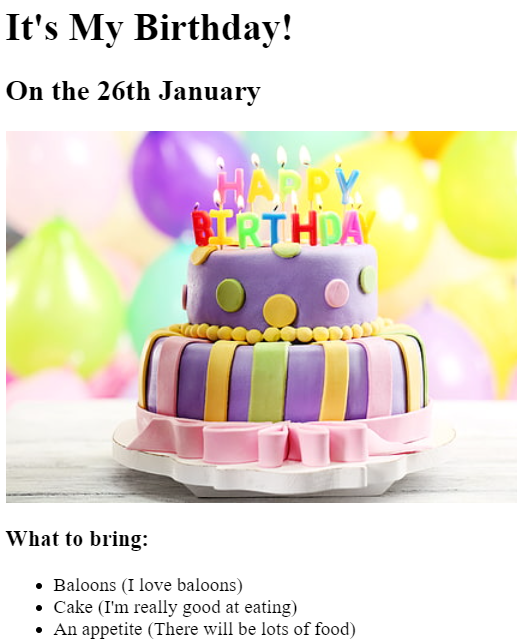 It's My Birthday!
On the 26th January
HAPPY
BIRTHDAY
What to bring:
Baloons (I love baloons)
Cake (I'm really good at eating)
An appetite (There will be lots of food)